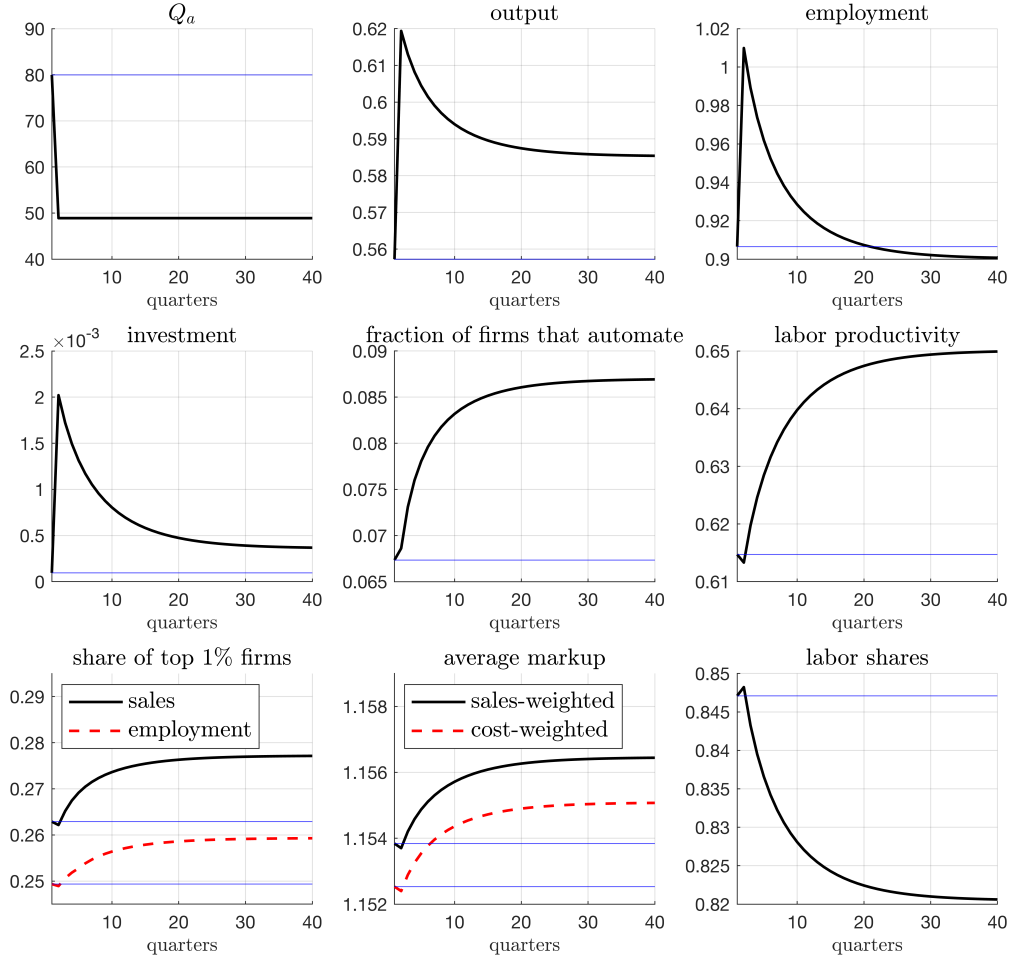 Qa output employment
90 0.62 1.02
80 0.61 1
70 0.6 0.98
60 0.59 0.96
50 0.58 0.94
40 0.57 0.92
0.56 0.9
10 20 30 40 10 20 30 40 10 20 30 40
quarters quarters quarters
investment fraction of firms that automate labor productivity
×10-3
2.5 0.09 0.65
2 0.085 0.64
1.5 0.08 0.63
1 0.075 0.62
0.5 0.07 0.61
0 0.065
10 20 30 40 10 20 30 40 10 20 30 40
quarters quarters quarters
share of top 1% firms average markup labor shares
0.29 1.158 0.85
0.28 1.156 0.845
0.27 1.154 0.84
0.26 1.152 0.835
0.25 0.83
0.825
0.82
sales sales-weighted
employment cost-weighted
10 20 30 40 10 20 30 40 10 20 30 40
quarters quarters quarters